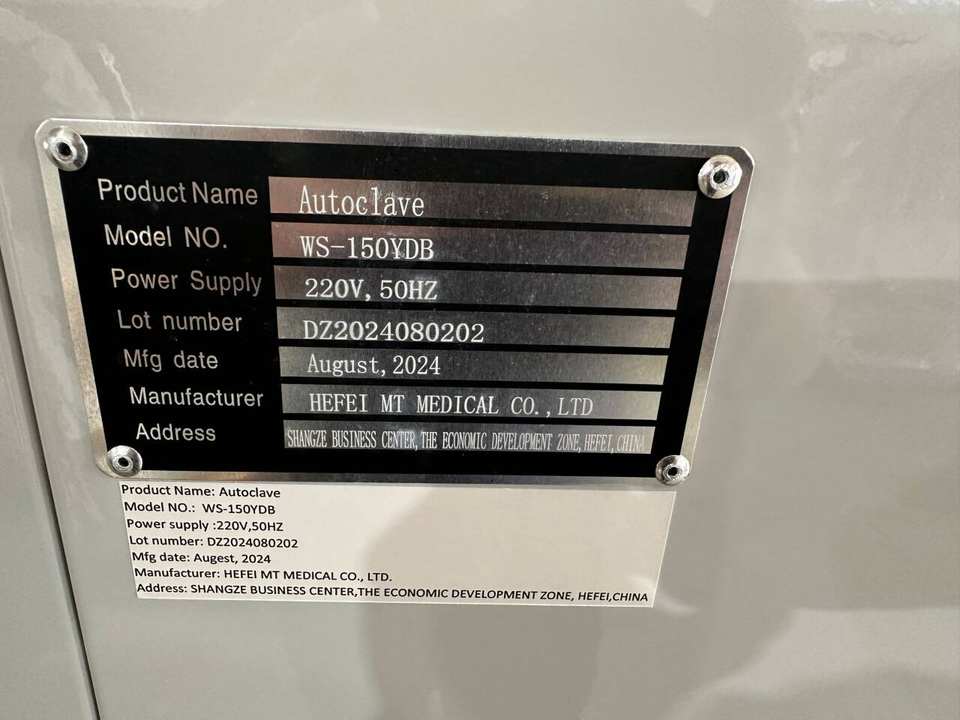 Product Name Autoclave
Model NO. WS-150YDB
Power Supply 220V, 50HZ
Lot number DZ2024080202
Mfg date August, 2024
Manufacturer HEFEI MT MEDICAL CO., LTD
Address SHANGZE BUSINESS CENTER, THE ECONOMIC DEVELOPMENT ZONE, HEFEI, CHINA
Product Name: Autoclave
Model NO.: WS-150YDB
Power supply :220V,50HZ
Lot number: DZ2024080202
Mfg date: Augest, 2024
Manufacturer: HEFEI MT MEDICAL CO., LTD.
Address: SHANGZE BUSINESS CENTER,THE ECONOMIC DEVELOPMENT ZONE, HEFEI,CHINA